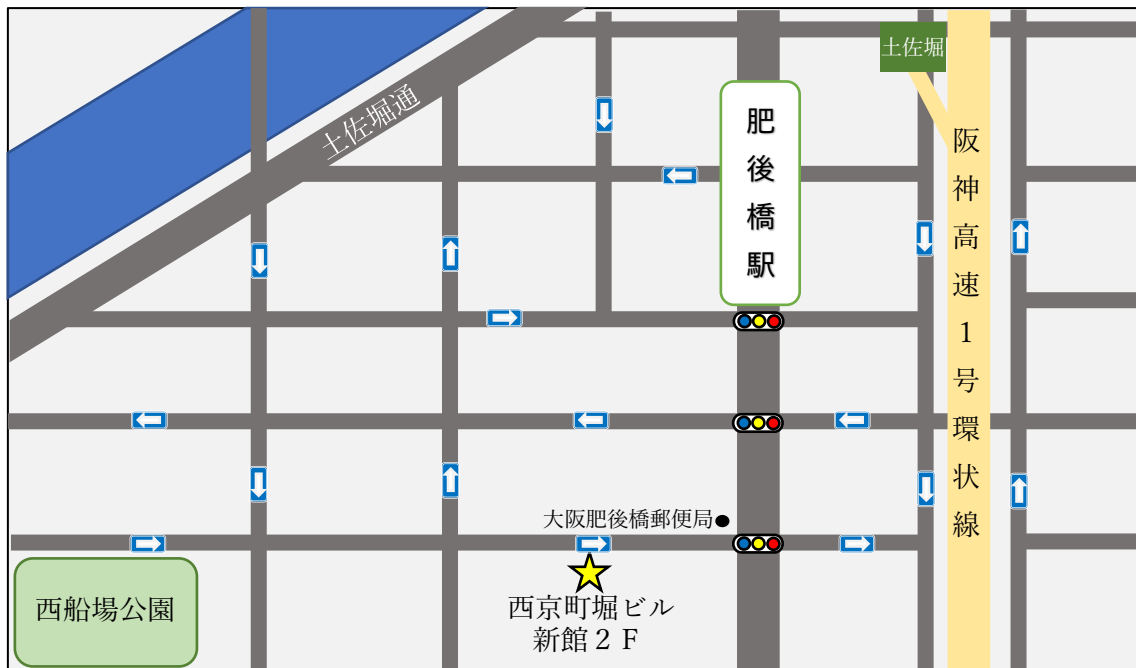 土佐堀
土佐堀通
肥後橋駅
阪神高速1号環状線
大阪肥後橋郵便局
西船場公園
西京町堀ビル
新館2F